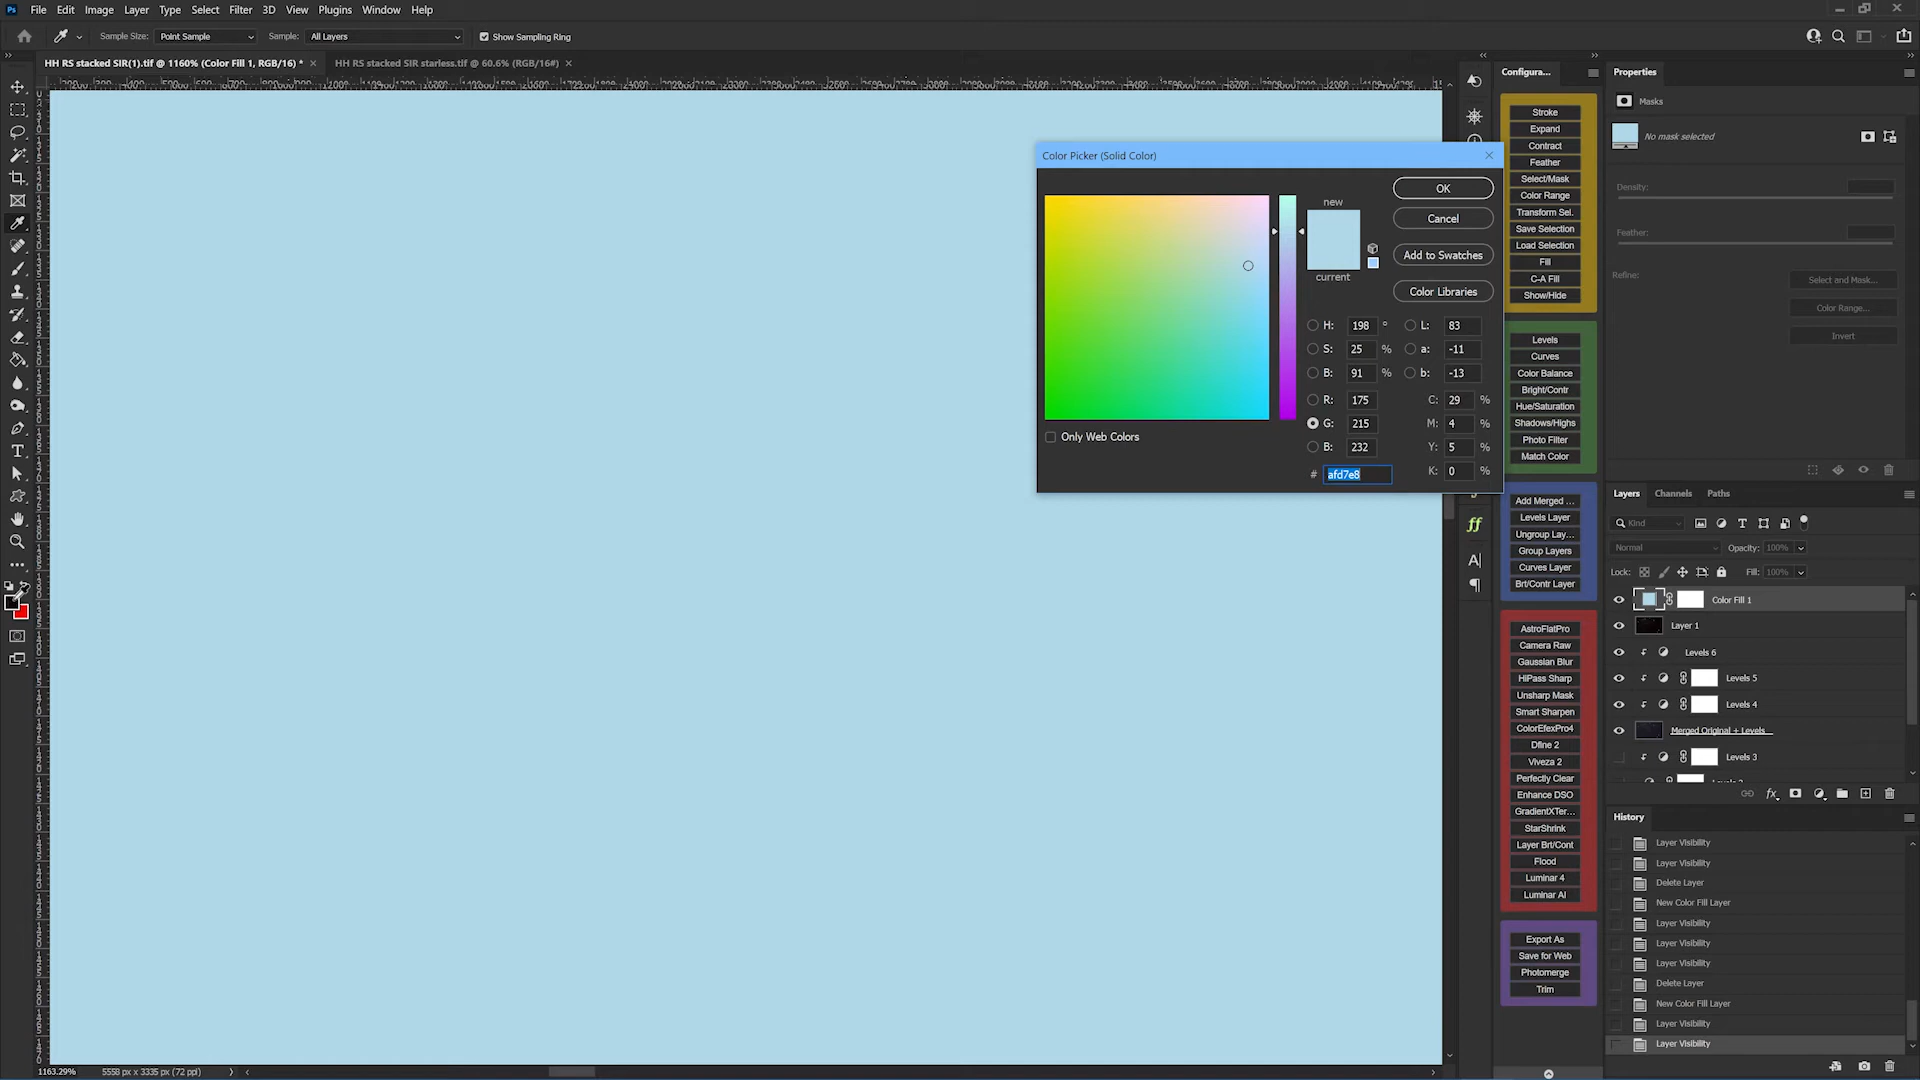 Ps File Edit Image Layer Type Select Filter 3D View Plugins Window Help
Sample Size: Point Sample Sample: All Layers Show Sampling Ring
HH RS stacked SIR(1).tif @ 1160% (Color Fill 1, RGB/16) * × HH RS stacked SIR starless.tif @ 60.6% (RGB/16#) ×
Color Picker (Solid Color)
new
current
OK
Cancel
Add to Swatches
Color Libraries
H: 198 ° L: 83
S: 25 % a: -11
B: 91 % b: -13
R: 175 C: 29 %
G: 215 M: 4 %
B: 232 Y: 5 %
# afd7e8 K: 0 %
Only Web Colors
Configura...
Stroke
Expand
Contract
Feather
Select/Mask
Color Range
Transform Sel.
Save Selection
Load Selection
Fill
C-A Fill
Show/Hide
Levels
Curves
Color Balance
Bright/Contr
Hue/Saturation
Shadows/Highs
Photo Filter
Match Color
Add Merged ...
Levels Layer
Ungroup Lay...
Group Layers
Curves Layer
Brt/Contr Layer
AstroFlatPro
Camera Raw
Gaussian Blur
HiPass Sharp
Unsharp Mask
Smart Sharpen
ColorEfexPro4
Dfine 2
Viveza 2
Perfectly Clear
Enhance DSO
GradientXTer...
StarShrink
Layer Brt/Cont
Flood
Luminar 4
Luminar AI
Export As
Save for Web
Photomerge
Trim
Properties
Masks
No mask selected
Density:
Feather:
Refine:
Select and Mask...
Color Range...
Invert
Layers Channels Paths
Kind
Normal Opacity: 100%
Lock: Fill: 100%
Color Fill 1
Layer 1
Levels 6
Levels 5
Levels 4
Merged Original + Levels
Levels 3
History
Layer Visibility
Layer Visibility
Delete Layer
New Color Fill Layer
Layer Visibility
Layer Visibility
Layer Visibility
Delete Layer
New Color Fill Layer
Layer Visibility
Layer Visibility
1163.29% 5558 px x 3335 px (72 ppi)